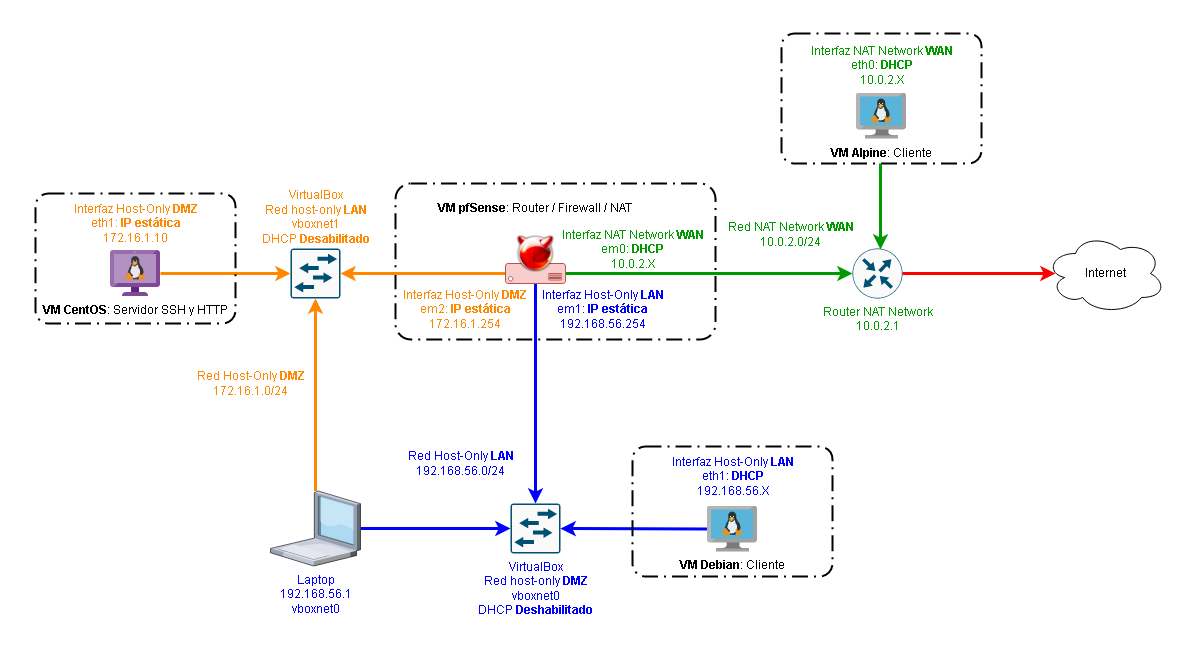 Interfaz NAT Network WAN
eth0: DHCP
10.0.2.X
VM Alpine: Cliente
Interfaz Host-Only DMZ
eth1: IP estática
172.16.1.10
VM CentOS: Servidor SSH y HTTP
VirtualBox
Red host-only LAN
vboxnet1
DHCP Desabilitado
VM pfSense: Router / Firewall / NAT
Interfaz NAT Network WAN
em0: DHCP
10.0.2.X
Interfaz Host-Only DMZ
em2: IP estática
172.16.1.254
Interfaz Host-Only LAN
em1: IP estática
192.168.56.254
Red NAT Network WAN
10.0.2.0/24
Router NAT Network
10.0.2.1
Internet
Red Host-Only DMZ
172.16.1.0/24
Red Host-Only LAN
192.168.56.0/24
Interfaz Host-Only LAN
eth1: DHCP
192.168.56.X
VM Debian: Cliente
Laptop
192.168.56.1
vboxnet0
VirtualBox
Red host-only DMZ
vboxnet0
DHCP Deshabilitado